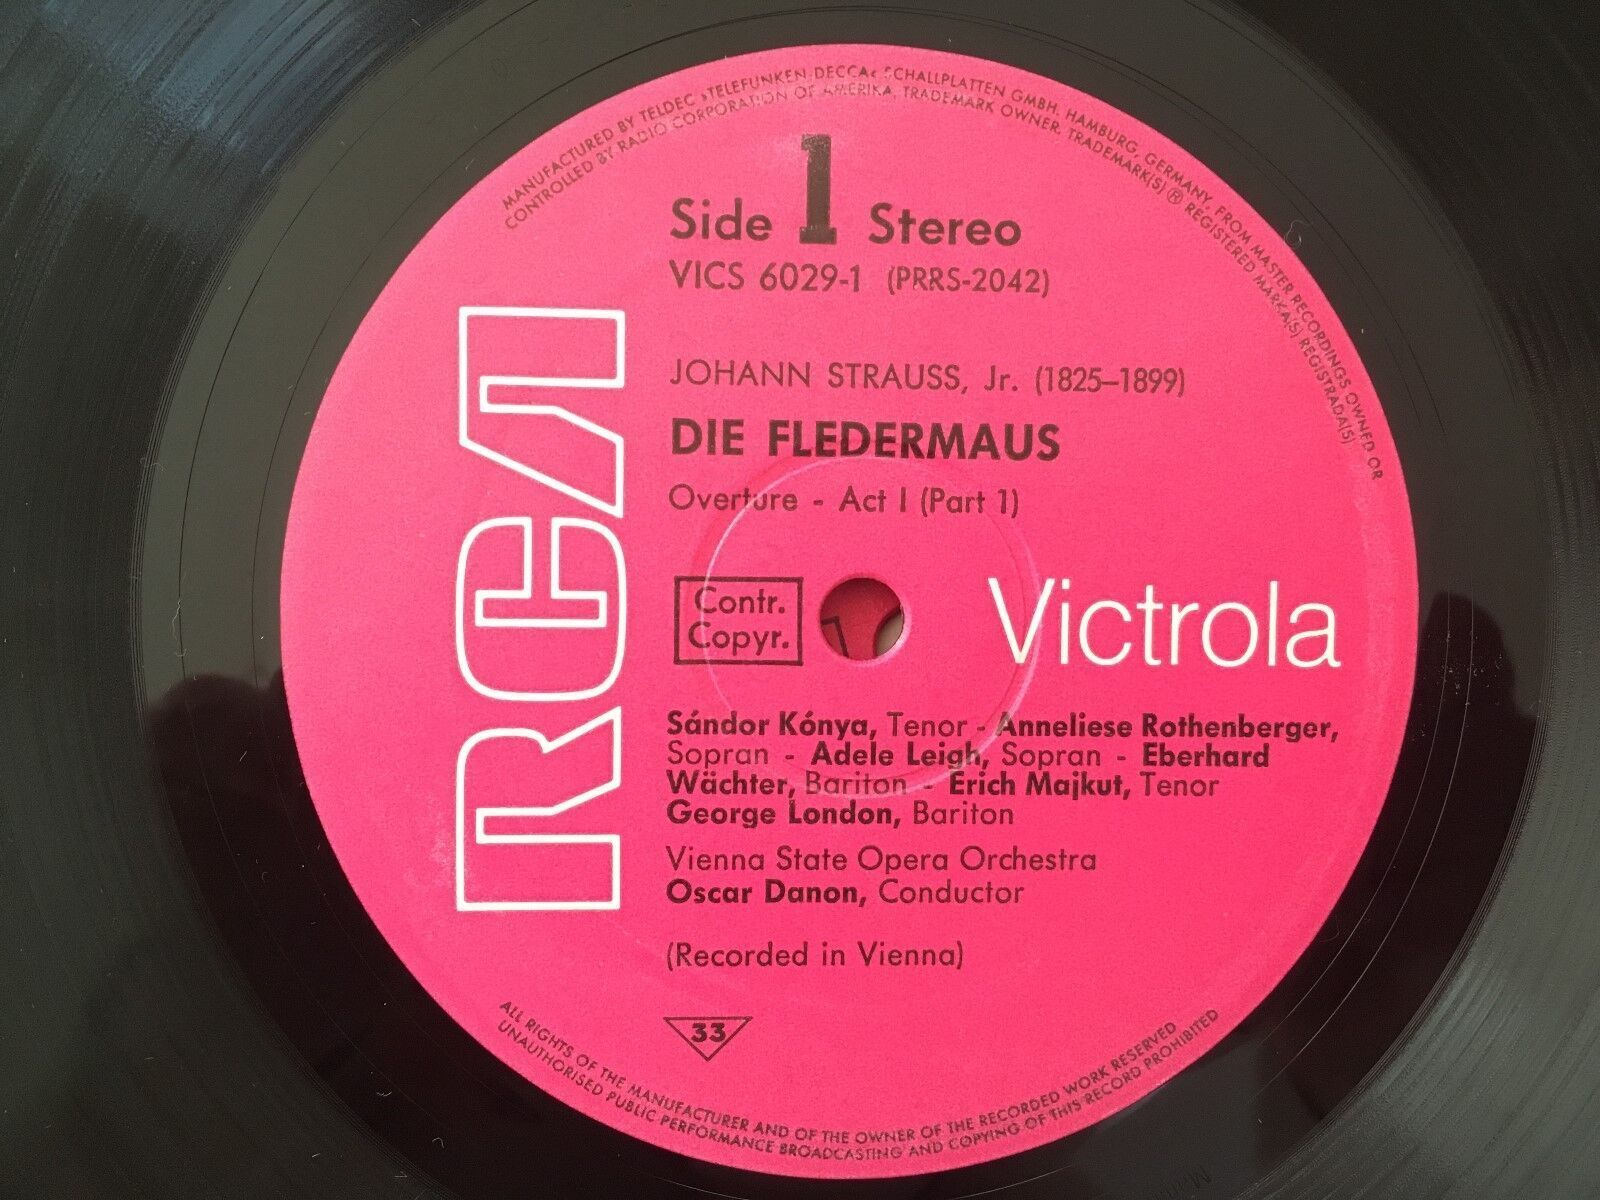 MANUFACTURED BY TELDEC »TELEFUNKEN-DECCA« SCHALLPLATTEN GMBH, HAMBURG, GERMANY, FROM MASTER RECORDINGS OWNED OR
CONTROLLED BY RADIO CORPORATION OF AMERIKA, TRADEMARK OWNER, TRADEMARK(S) ® REGISTERED MARKA(S) REGISTRADA(S)
Side 1 Stereo
VICS 6029-1 (PRRS-2042)
JOHANN STRAUSS, Jr. (1825–1899)
DIE FLEDERMAUS
Overture - Act I (Part 1)
RCA
Contr.
Copyr.
Victrola
Sándor Kónya, Tenor - Anneliese Rothenberger,
Sopran - Adele Leigh, Sopran - Eberhard
Wächter, Bariton - Erich Majkut, Tenor
George London, Bariton
Vienna State Opera Orchestra
Oscar Danon, Conductor
(Recorded in Vienna)
33
ALL RIGHTS OF THE MANUFACTURER AND OF THE OWNER OF THE RECORDED WORK RESERVED
UNAUTHORISED PUBLIC PERFORMANCE BROADCASTING AND COPYING OF THIS RECORD PROHIBITED